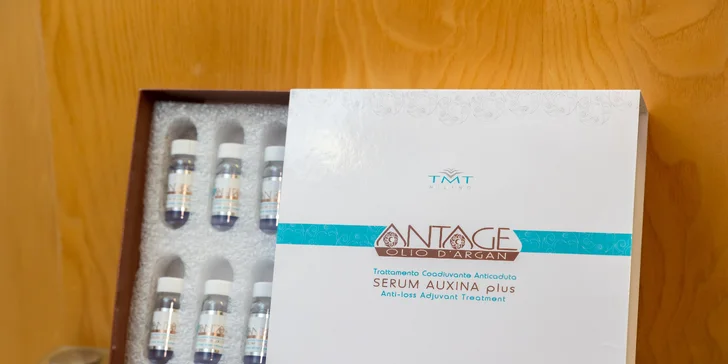 TMT
MILANO
ANTAGE
OLIO D'ARGAN
Trattamento Coadiuvante Anticaduta
SERUM AUXINA plus
Anti-loss Adjuvant Treatment